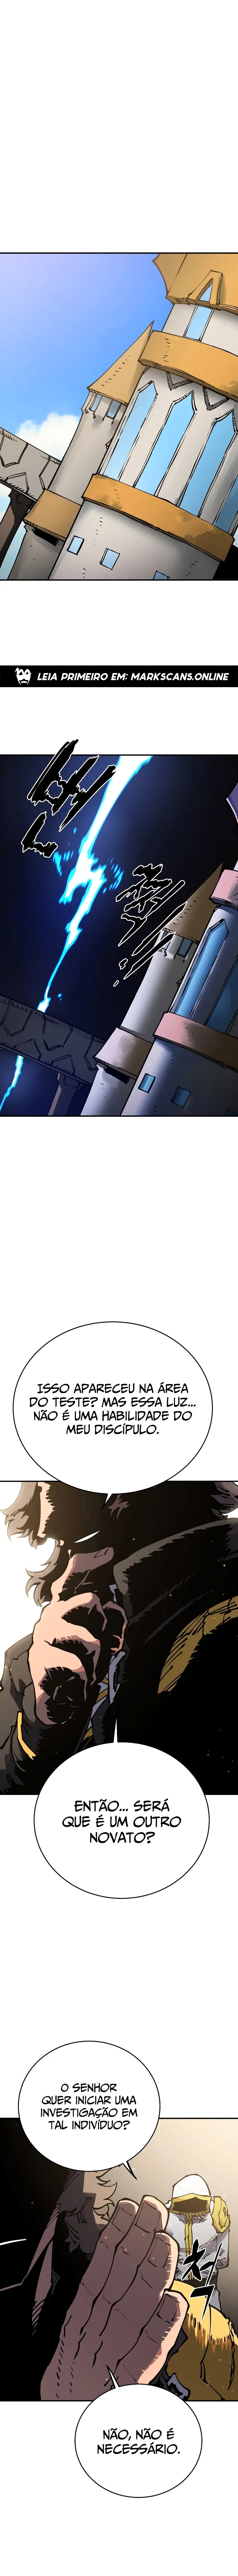 LEIA PRIMEIRO EM: MARKSCANS.ONLINE
ISSO APARECEU NA ÁREA
DO TESTE? MAS ESSA LUZ...
NÃO É UMA HABILIDADE DO
MEU DISCÍPULO.
ENTÃO... SERÁ
QUE É UM OUTRO
NOVATO?
O SENHOR
QUER INICIAR UMA
INVESTIGAÇÃO EM
TAL INDIVÍDUO?
NÃO, NÃO É
NECESSÁRIO.